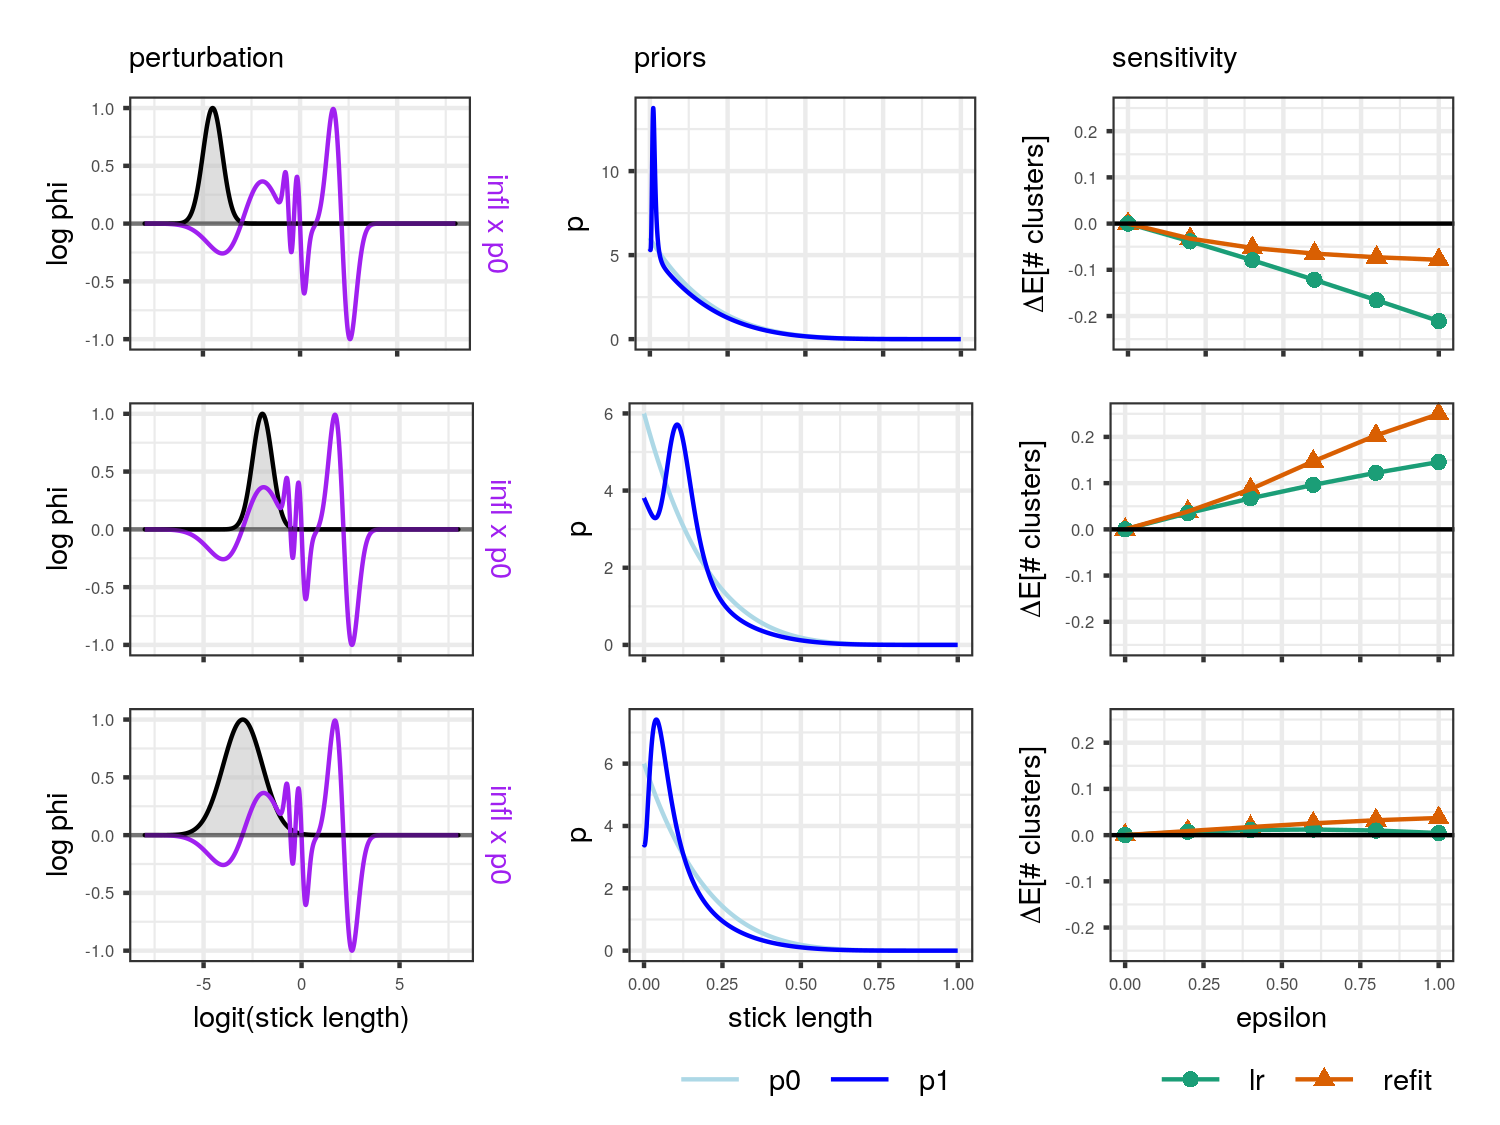 perturbation
priors
sensitivity
log phi
1.0
0.5
0.0
-0.5
-1.0
infl x p0
p
10
5
0
ΔE[# clusters]
0.2
0.1
0.0
-0.1
-0.2
log phi
1.0
0.5
0.0
-0.5
-1.0
infl x p0
p
6
4
2
0
ΔE[# clusters]
0.2
0.1
0.0
-0.1
-0.2
log phi
1.0
0.5
0.0
-0.5
-1.0
infl x p0
p
6
4
2
0
ΔE[# clusters]
0.2
0.1
0.0
-0.1
-0.2
-5 0 5
0.00 0.25 0.50 0.75 1.00
0.00 0.25 0.50 0.75 1.00
logit(stick length)
stick length
epsilon
p0 p1
lr refit